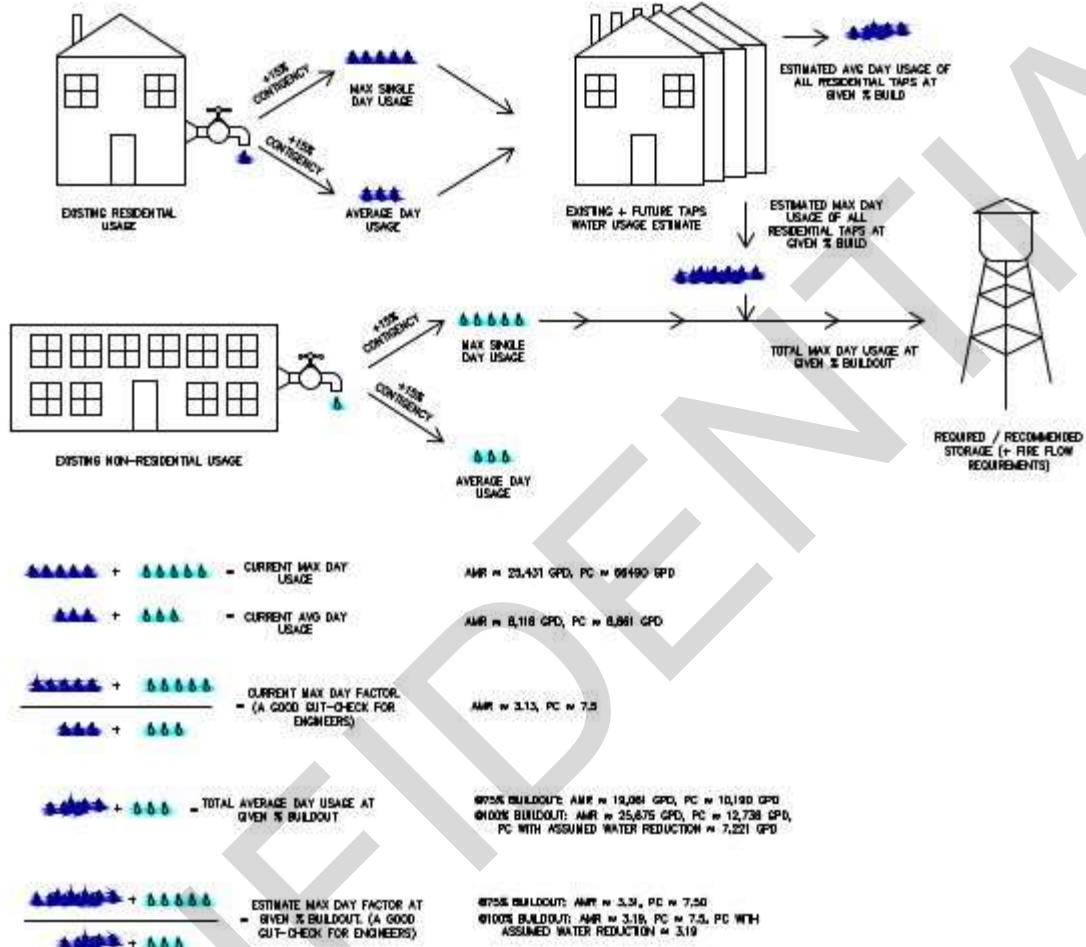 +15%
CONTIGENCY
MAX SINGLE
DAY USAGE
+15%
CONTIGENCY
AVERAGE DAY
USAGE
EXISTING RESIDENTIAL
USAGE
EXISTING + FUTURE TAPS
WATER USAGE ESTIMATE
ESTIMATED AVG DAY USAGE OF
ALL RESIDENTIAL TAPS AT
GIVEN % BUILD
ESTIMATED MAX DAY
USAGE OF ALL
RESIDENTIAL TAPS AT
GIVEN % BUILD
+15%
CONTIGENCY
MAX SINGLE
DAY USAGE
+15%
CONTIGENCY
AVERAGE DAY
USAGE
EXISTING NON-RESIDENTIAL USAGE
TOTAL MAX DAY USAGE AT
GIVEN % BUILDOUT
REQUIRED / RECOMMENDED
STORAGE (+ FIRE FLOW
REQUIREMENTS)
+ = CURRENT MAX DAY
USAGE
AMR ≈ 25,431 GPD, PC ≈ 66490 GPD
+ = CURRENT AVG DAY
USAGE
AMR ≈ 8,118 GPD, PC ≈ 8,861 GPD
+
+
= CURRENT MAX DAY FACTOR.
(A GOOD GUT-CHECK FOR
ENGINEERS)
AMR ≈ 3.13, PC ≈ 7.5
+ = TOTAL AVERAGE DAY USAGE AT
GIVEN % BUILDOUT
@75% BUILDOUT: AMR ≈ 19,061 GPD, PC ≈ 10,190 GPD
@100% BUILDOUT: AMR ≈ 25,675 GPD, PC ≈ 12,738 GPD,
PC WITH ASSUMED WATER REDUCTION ≈ 7,221 GPD
+
+
= ESTIMATE MAX DAY FACTOR AT
GIVEN % BUILDOUT. (A GOOD
GUT-CHECK FOR ENGINEERS)
@75% BUILDOUT: AMR ≈ 3.31, PC ≈ 7.50
@100% BUILDOUT: AMR ≈ 3.19, PC ≈ 7.5, PC WITH
ASSUMED WATER REDUCTION ≈ 3.19
FIDENTIA